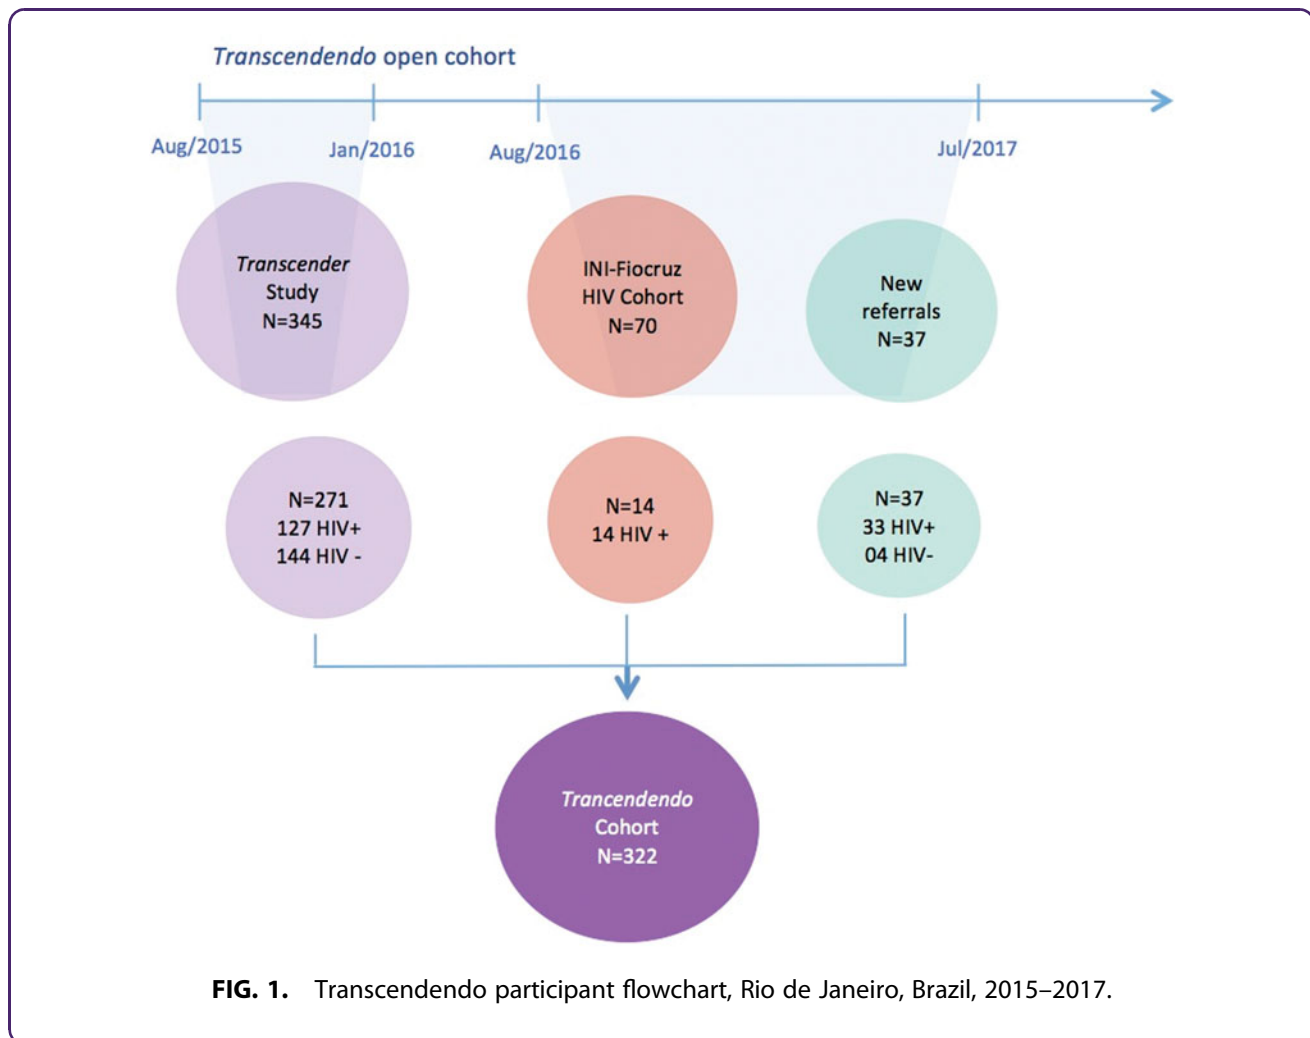 Transcendendo open cohort
Aug/2015
Jan/2016
Aug/2016
Jul/2017
Transcender
Study
N=345
INI-Fiocruz
HIV Cohort
N=70
New
referrals
N=37
N=271
127 HIV+
144 HIV -
N=14
14 HIV +
N=37
33 HIV+
04 HIV-
Trancendendo
Cohort
N=322
FIG. 1. Transcendendo participant flowchart, Rio de Janeiro, Brazil, 2015–2017.